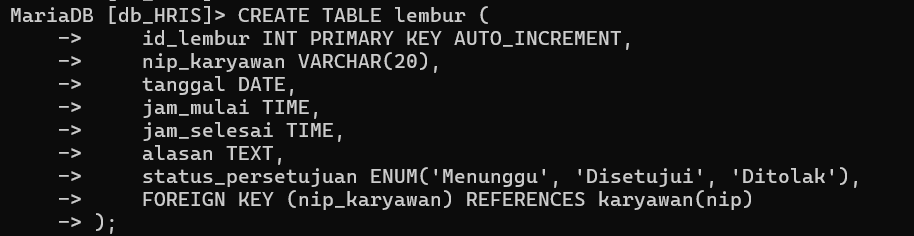 MariaDB [db_HRIS]> CREATE TABLE lembur (
    ->     id_lembur INT PRIMARY KEY AUTO_INCREMENT,
    ->     nip_karyawan VARCHAR(20),
    ->     tanggal DATE,
    ->     jam_mulai TIME,
    ->     jam_selesai TIME,
    ->     alasan TEXT,
    ->     status_persetujuan ENUM('Menunggu', 'Disetujui', 'Ditolak'),
    ->     FOREIGN KEY (nip_karyawan) REFERENCES karyawan(nip)
    -> );